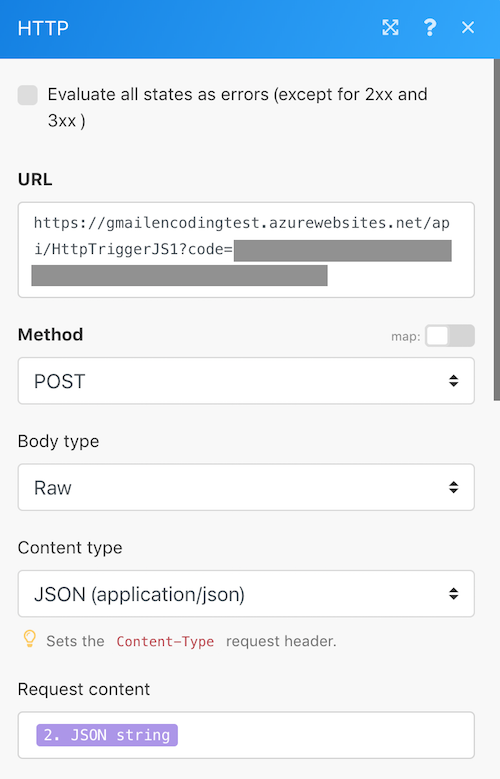 HTTP
Evaluate all states as errors (except for 2xx and
3xx )
URL
https://gmailencodingtest.azurewebsites.net/ap
i/HttpTriggerJS1?code=
Method
map:
POST
Body type
Raw
Content type
JSON (application/json)
Sets the Content-Type request header.
Request content
2. JSON string